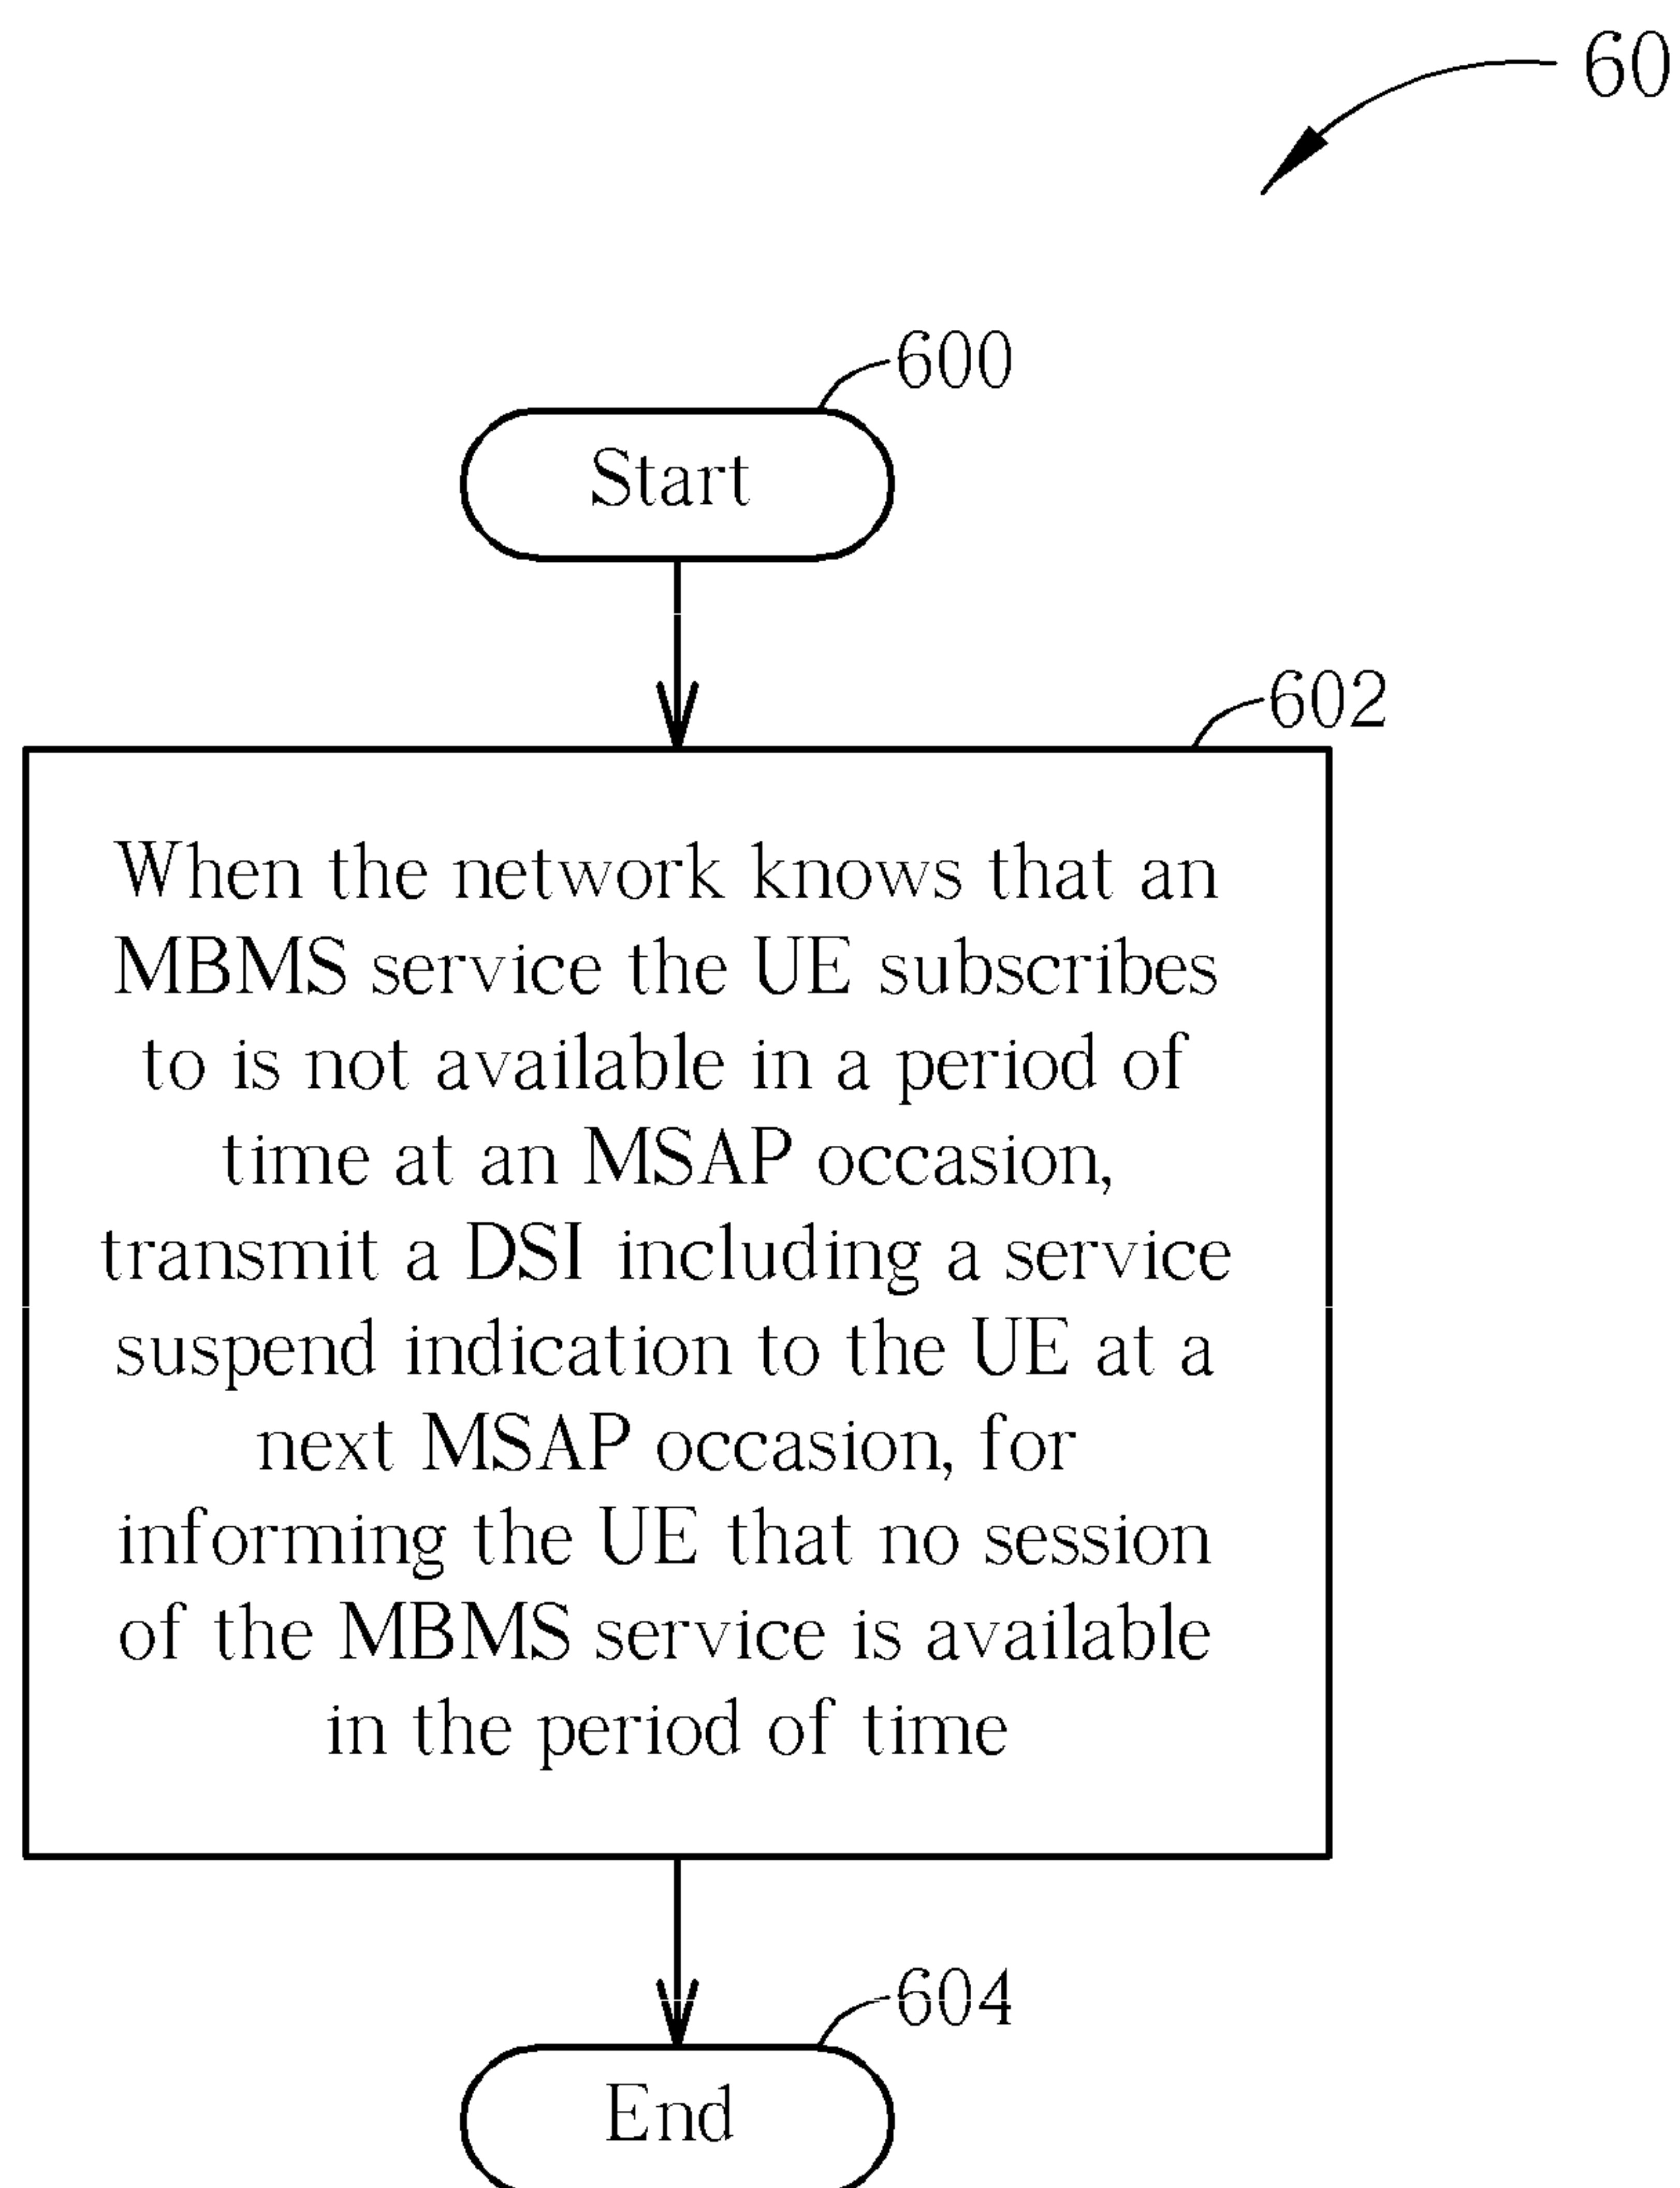 60
600
Start
602
When the network knows that an
MBMS service the UE subscribes
to is not available in a period of
time at an MSAP occasion,
transmit a DSI including a service
suspend indication to the UE at a
next MSAP occasion, for
informing the UE that no session
of the MBMS service is available
in the period of time
604
End